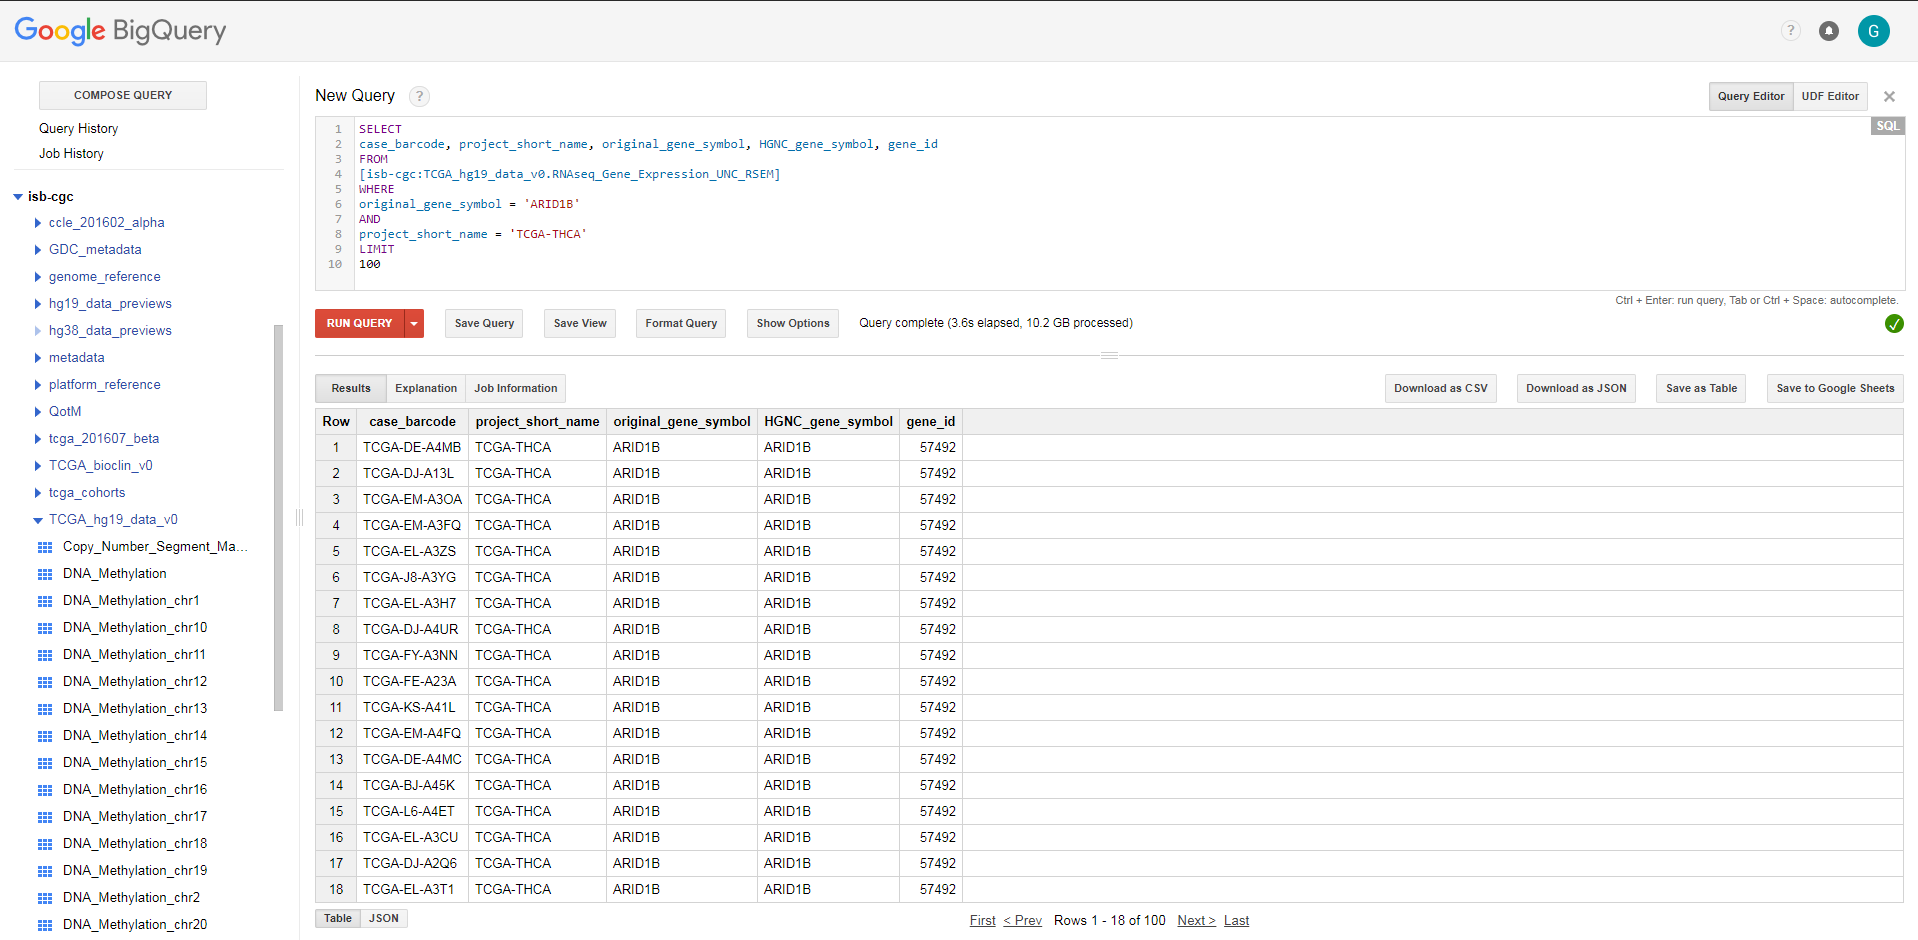 Google BigQuery
?
G
COMPOSE QUERY
Query History
Job History
isb-cgc
ccle_201602_alpha
GDC_metadata
genome_reference
hg19_data_previews
hg38_data_previews
metadata
platform_reference
QotM
tcga_201607_beta
TCGA_bioclin_v0
tcga_cohorts
TCGA_hg19_data_v0
Copy_Number_Segment_Ma...
DNA_Methylation
DNA_Methylation_chr1
DNA_Methylation_chr10
DNA_Methylation_chr11
DNA_Methylation_chr12
DNA_Methylation_chr13
DNA_Methylation_chr14
DNA_Methylation_chr15
DNA_Methylation_chr16
DNA_Methylation_chr17
DNA_Methylation_chr18
DNA_Methylation_chr19
DNA_Methylation_chr2
DNA_Methylation_chr20
New Query ? Query Editor UDF Editor
SQL
1 SELECT
2 case_barcode, project_short_name, original_gene_symbol, HGNC_gene_symbol, gene_id
3 FROM
4 [isb-cgc:TCGA_hg19_data_v0.RNAseq_Gene_Expression_UNC_RSEM]
5 WHERE
6 original_gene_symbol = 'ARID1B'
7 AND
8 project_short_name = 'TCGA-THCA'
9 LIMIT
10 100
Ctrl + Enter: run query, Tab or Ctrl + Space: autocomplete.
RUN QUERY Save Query Save View Format Query Show Options Query complete (3.6s elapsed, 10.2 GB processed)
Results Explanation Job Information Download as CSV Download as JSON Save as Table Save to Google Sheets
Row case_barcode project_short_name original_gene_symbol HGNC_gene_symbol gene_id
1 TCGA-DE-A4MB TCGA-THCA ARID1B ARID1B 57492
2 TCGA-DJ-A13L TCGA-THCA ARID1B ARID1B 57492
3 TCGA-EM-A3OA TCGA-THCA ARID1B ARID1B 57492
4 TCGA-EM-A3FQ TCGA-THCA ARID1B ARID1B 57492
5 TCGA-EL-A3ZS TCGA-THCA ARID1B ARID1B 57492
6 TCGA-J8-A3YG TCGA-THCA ARID1B ARID1B 57492
7 TCGA-EL-A3H7 TCGA-THCA ARID1B ARID1B 57492
8 TCGA-DJ-A4UR TCGA-THCA ARID1B ARID1B 57492
9 TCGA-FY-A3NN TCGA-THCA ARID1B ARID1B 57492
10 TCGA-FE-A23A TCGA-THCA ARID1B ARID1B 57492
11 TCGA-KS-A41L TCGA-THCA ARID1B ARID1B 57492
12 TCGA-EM-A4FQ TCGA-THCA ARID1B ARID1B 57492
13 TCGA-DE-A4MC TCGA-THCA ARID1B ARID1B 57492
14 TCGA-BJ-A45K TCGA-THCA ARID1B ARID1B 57492
15 TCGA-L6-A4ET TCGA-THCA ARID1B ARID1B 57492
16 TCGA-EL-A3CU TCGA-THCA ARID1B ARID1B 57492
17 TCGA-DJ-A2Q6 TCGA-THCA ARID1B ARID1B 57492
18 TCGA-EL-A3T1 TCGA-THCA ARID1B ARID1B 57492
Table JSON First < Prev Rows 1 - 18 of 100 Next > Last